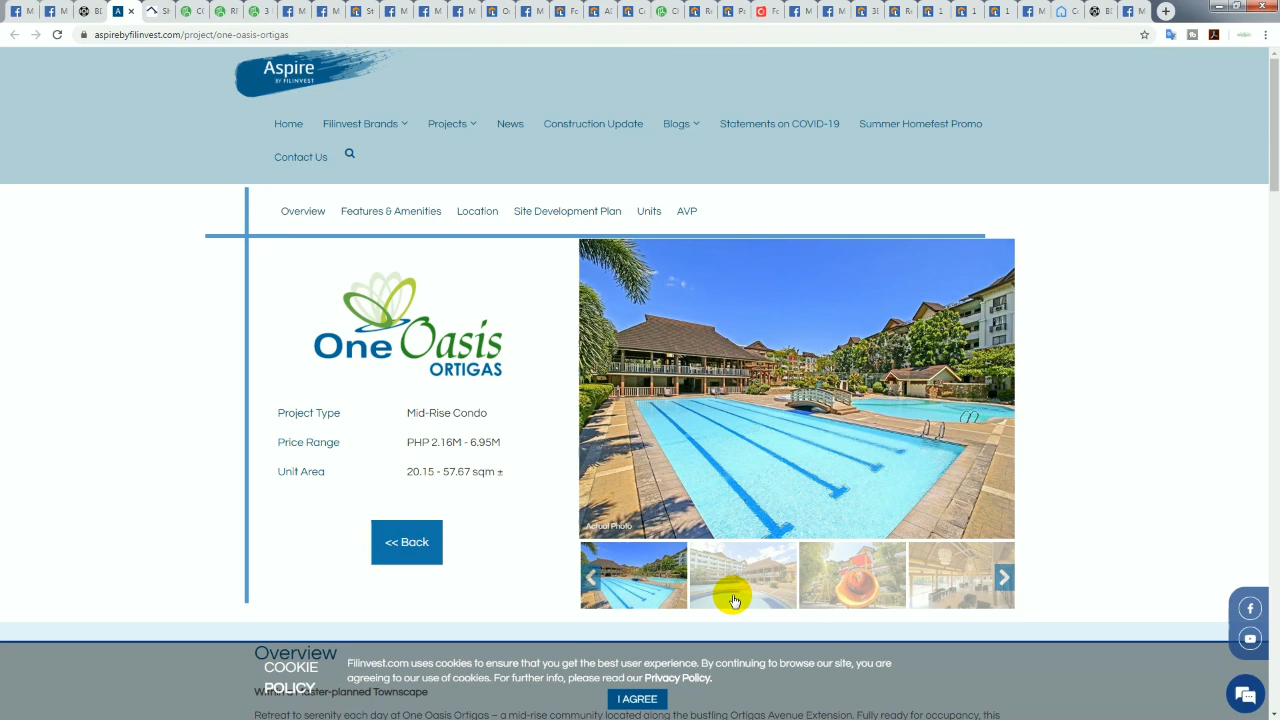 aspirebyfilinvest.com/project/one-oasis-ortigas
Aspire
BY FILINVEST
Home Filinvest Brands Projects News Construction Update Blogs Statements on COVID-19 Summer Homefest Promo
Contact Us
Overview Features & Amenities Location Site Development Plan Units AVP
One Oasis
ORTIGAS
Project Type Mid-Rise Condo
Price Range PHP 2.16M - 6.95M
Unit Area 20.15 - 57.67 sqm ±
<< Back
Actual Photo
Overview
COOKIE
POLICY
Filinvest.com uses cookies to ensure that you get the best user experience. By continuing to browse our site, you are
agreeing to our use of cookies. For further info, please read our Privacy Policy.
I AGREE
Within a Master-planned Townscape
Retreat to serenity each day at One Oasis Ortigas – a mid-rise community located along the bustling Ortigas Avenue Extension. Fully ready for occupancy, this